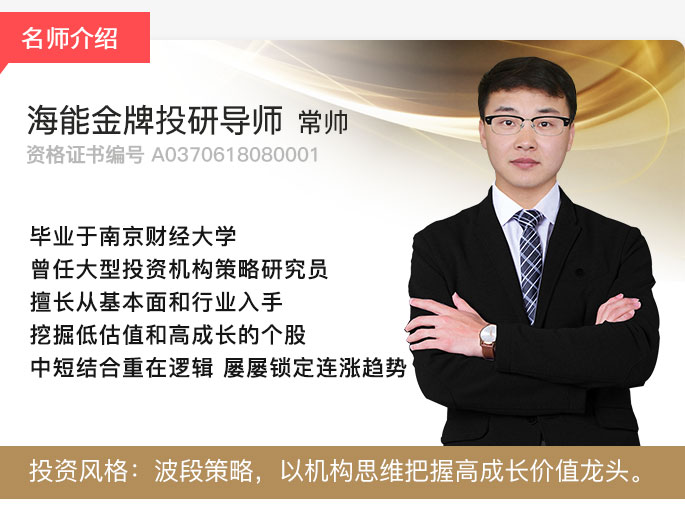 名师介绍
海能金牌投研导师 常帅
资格证书编号 A0370618080001
毕业于南京财经大学
曾任大型投资机构策略研究员
擅长从基本面和行业入手
挖掘低估值和高成长的个股
中短结合重在逻辑 屡屡锁定连涨趋势
投资风格：波段策略，以机构思维把握高成长价值龙头。